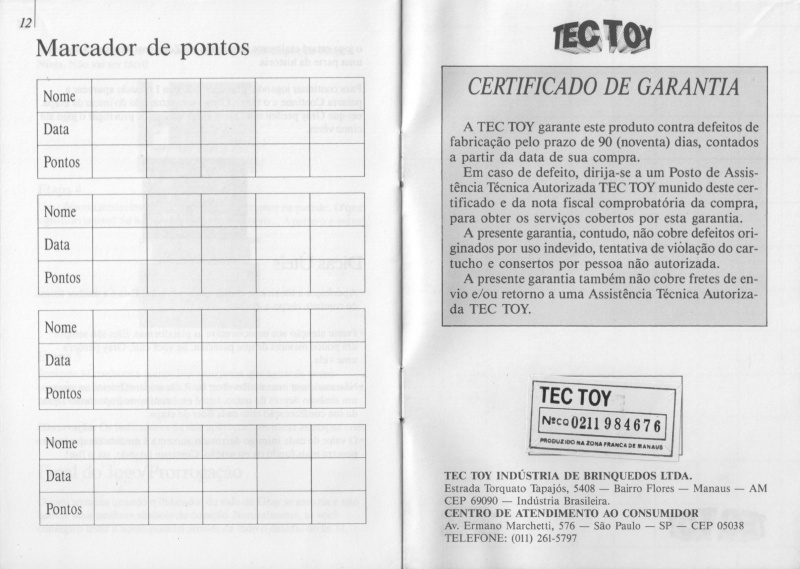 12
Marcador de pontos
Nome
Data
Pontos
Nome
Data
Pontos
Nome
Data
Pontos
Nome
Data
Pontos
TEC TOY
CERTIFICADO DE GARANTIA
A TEC TOY garante este produto contra defeitos de
fabricação pelo prazo de 90 (noventa) dias, contados
a partir da data de sua compra.
Em caso de defeito, dirija-se a um Posto de Assis-
tência Técnica Autorizada TEC TOY munido deste cer-
tificado e da nota fiscal comprobatória da compra,
para obter os serviços cobertos por esta garantia.
A presente garantia, contudo, não cobre defeitos ori-
ginados por uso indevido, tentativa de violação do car-
tucho e consertos por pessoa não autorizada.
A presente garantia também não cobre fretes de en-
vio e/ou retorno a uma Assistência Técnica Autoriza-
da TEC TOY.
TEC TOY
Nº CQ 0211984676
PRODUZIDO NA ZONA FRANCA DE MANAUS
TEC TOY INDÚSTRIA DE BRINQUEDOS LTDA.
Estrada Torquato Tapajós, 5408 — Bairro Flores — Manaus — AM
CEP 69090 — Indústria Brasileira.
CENTRO DE ATENDIMENTO AO CONSUMIDOR
Av. Ermano Marchetti, 576 — São Paulo — SP — CEP 05038
TELEFONE: (011) 261-5797